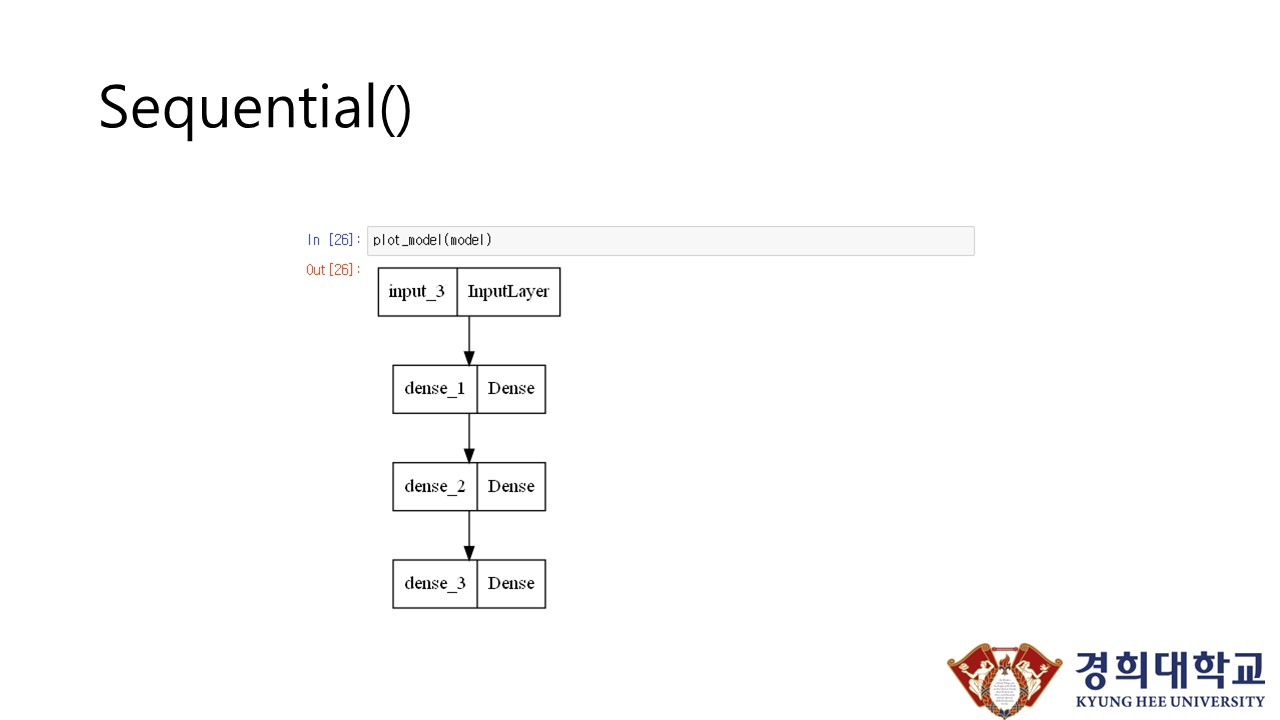 Sequential()
In [26]: plot_model(model)
Out[26]:
input_3 InputLayer
dense_1 Dense
dense_2 Dense
dense_3 Dense
경희대학교
KYUNG HEE UNIVERSITY